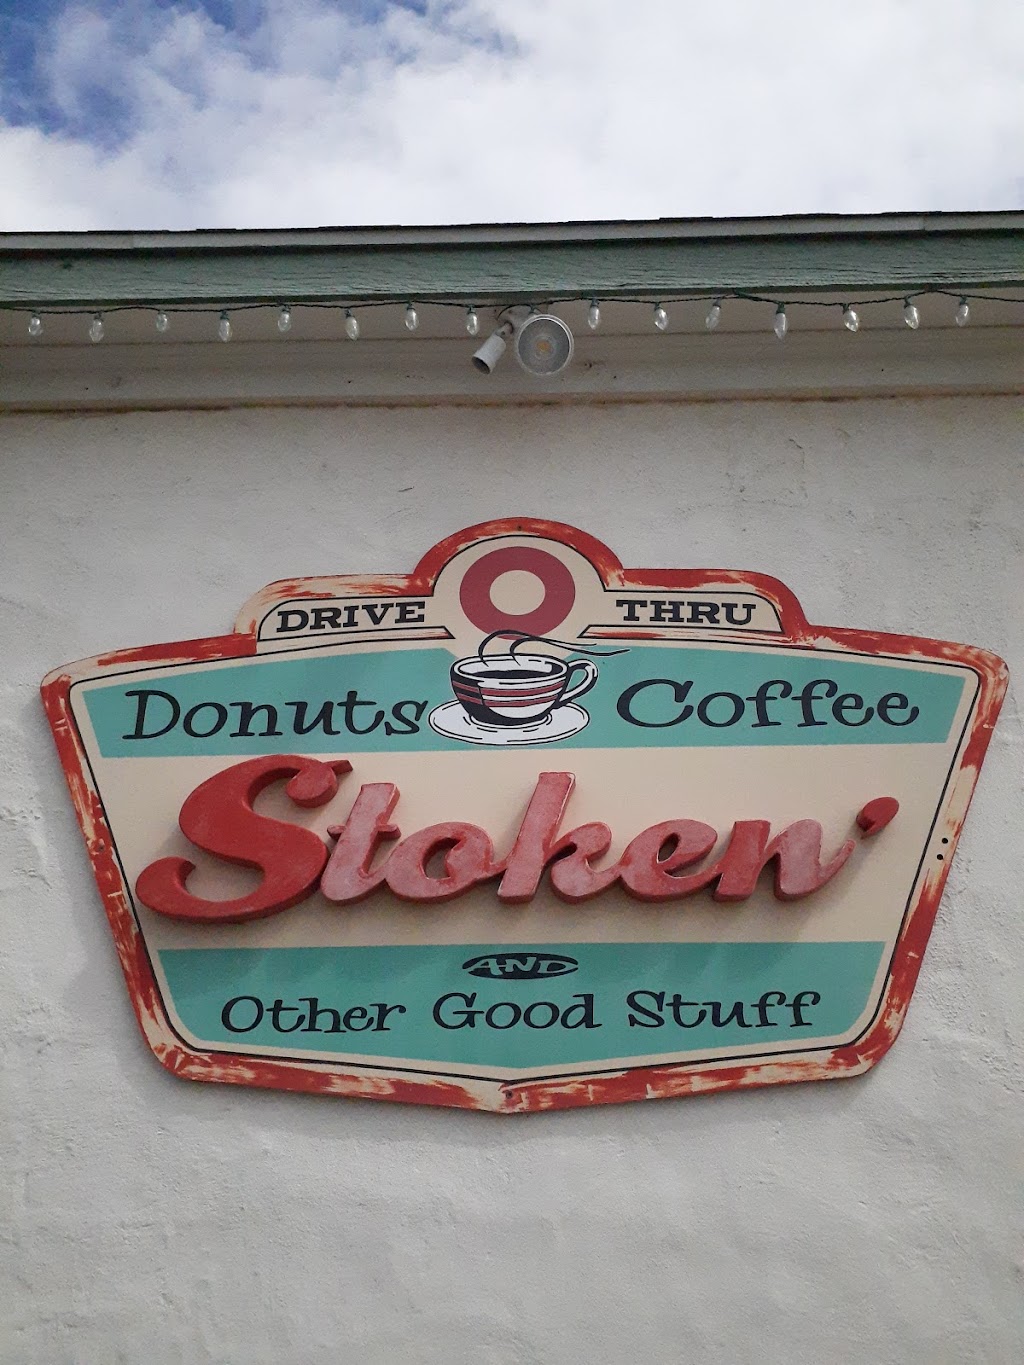 DRIVE THRU
Donuts Coffee
Stoken'
AND
Other Good Stuff